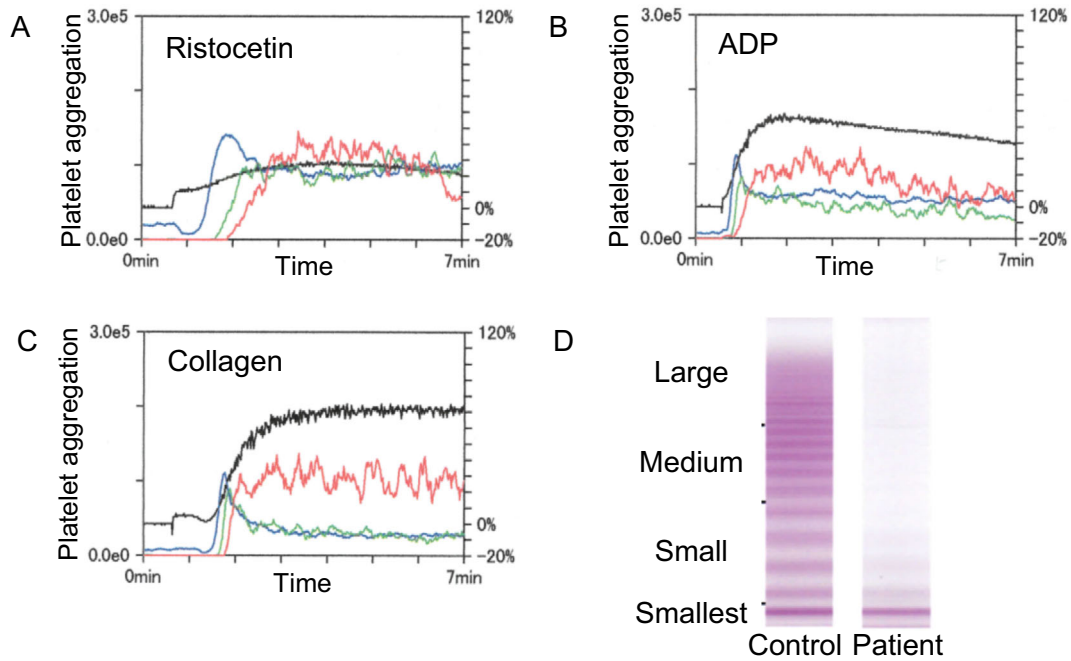 A
Platelet aggregation
3.0e5
0.0e0
Ristocetin
120%
0%
-20%
0min
Time
7min
B
Platelet aggregation
3.0e5
0.0e0
ADP
120%
0%
-20%
0min
Time
7min
C
Platelet aggregation
3.0e5
0.0e0
Collagen
120%
0%
-20%
0min
Time
7min
D
Large
Medium
Small
Smallest
Control Patient